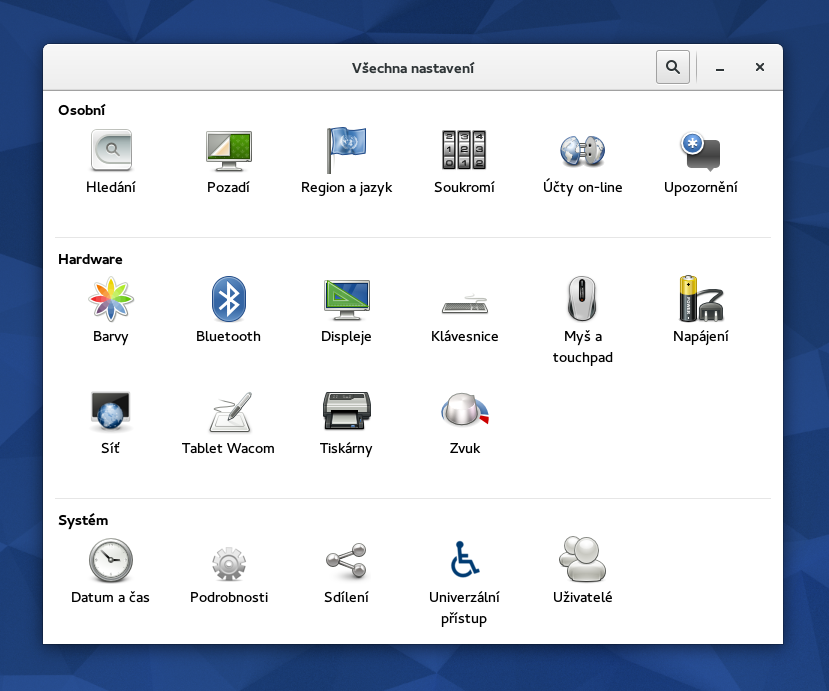 Všechna nastavení
Osobní
Hledání
Pozadí
Region a jazyk
Soukromí
Účty on-line
Upozornění
Hardware
Barvy
Bluetooth
Displeje
Klávesnice
Myš a
touchpad
Napájení
Síť
Tablet Wacom
Tiskárny
Zvuk
Systém
Datum a čas
Podrobnosti
Sdílení
Univerzální
přístup
Uživatelé